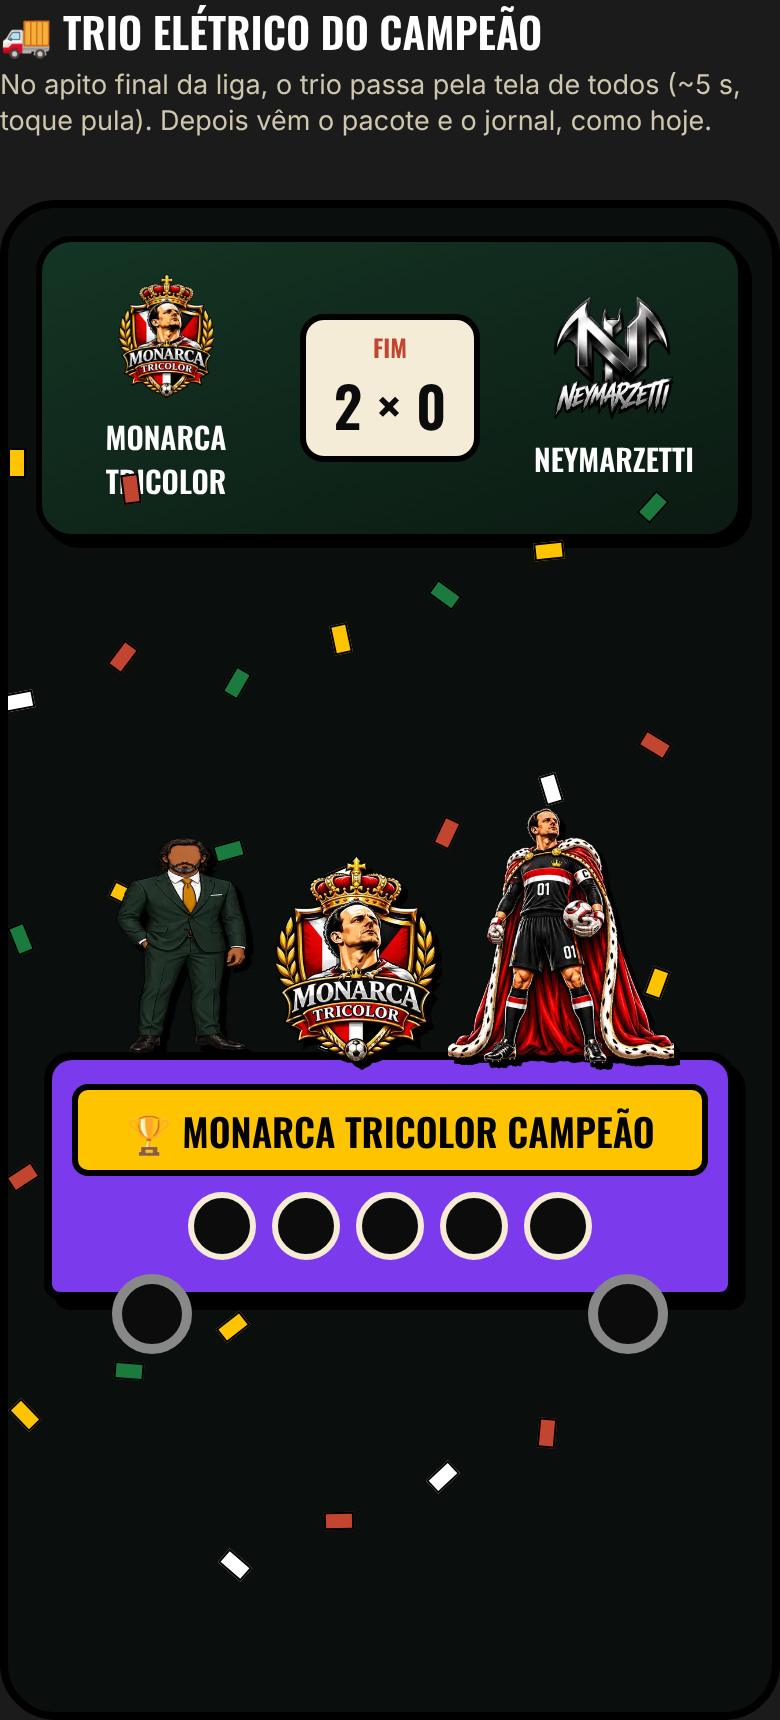 TRIO ELÉTRICO DO CAMPEÃO
No apito final da liga, o trio passa pela tela de todos (~5 s,
toque pula). Depois vêm o pacote e o jornal, como hoje.
MONARCA
TRICOLOR
MONARCA
TRICOLOR
FIM
2 × 0
NEYMARZETTI
NEYMARZETTI
MONARCA
TRICOLOR
01
C
01
🏆 MONARCA TRICOLOR CAMPEÃO